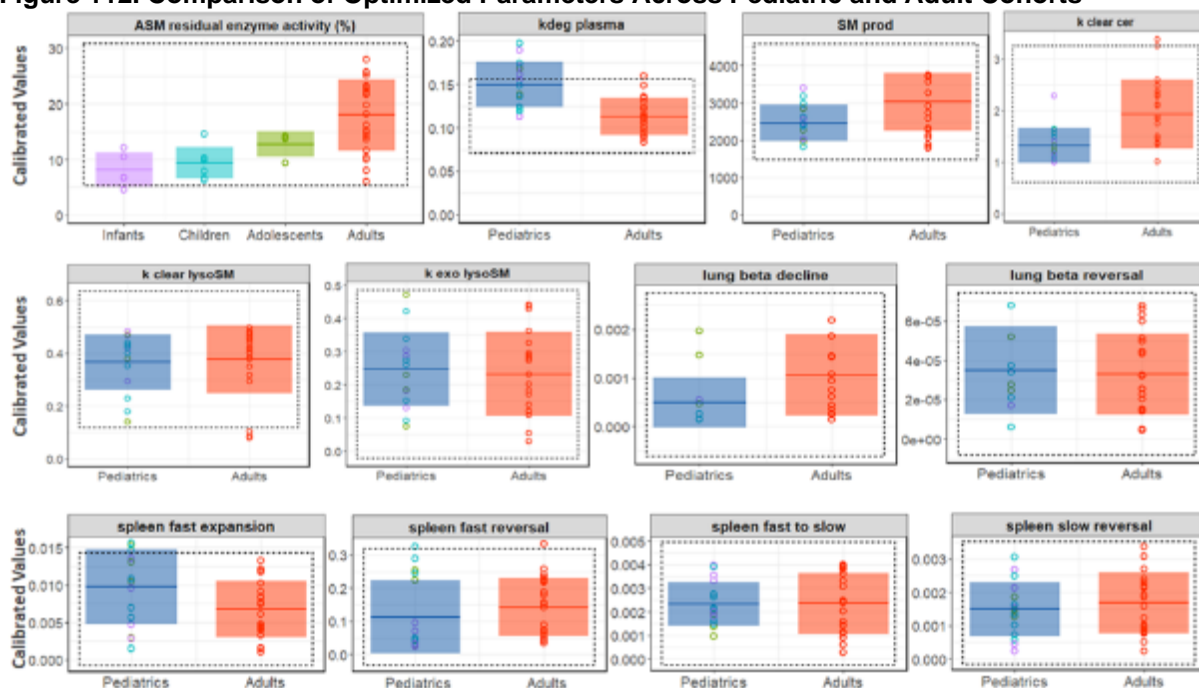 Figure 112. Comparison of Optimized Parameters Across Pediatric and Adult Cohorts
ASM residual enzyme activity (%)
kdeg plasma
SM prod
k clear cer
Calibrated Values
30
20
10
0
Infants Children Adolescents Adults
0.20
0.15
0.10
0.05
0.00
Pediatrics Adults
4000
3000
2000
1000
0
Pediatrics Adults
3
2
1
0
Pediatrics Adults
k clear lysoSM
k exo lysoSM
lung beta decline
lung beta reversal
Calibrated Values
0.6
0.4
0.2
0.0
Pediatrics Adults
0.5
0.4
0.3
0.2
0.1
0.0
Pediatrics Adults
0.002
0.001
0.000
Pediatrics Adults
6e-05
4e-05
2e-05
0e+00
Pediatrics Adults
spleen fast expansion
spleen fast reversal
spleen fast to slow
spleen slow reversal
Calibrated Values
0.015
0.010
0.005
0.000
Pediatrics Adults
0.3
0.2
0.1
0.0
Pediatrics Adults
0.005
0.004
0.003
0.002
0.001
0.000
Pediatrics Adults
0.003
0.002
0.001
0.000
Pediatrics Adults